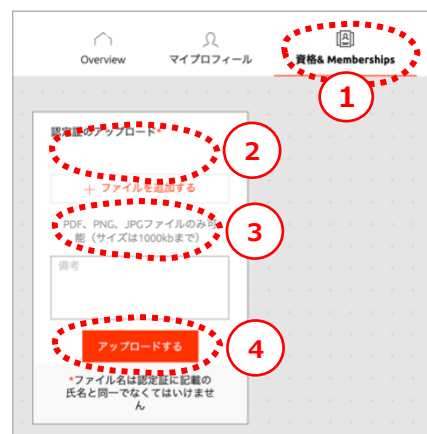 Overview
マイプロフィール
資格& Memberships
1
認定証のアップロード*
2
+ ファイルを追加する
PDF、PNG、JPGファイルのみ可
能（サイズは1000kbまで）
3
備考
アップロードする
4
*ファイル名は認定証に記載の
氏名と同一でなくてはいけませ
ん